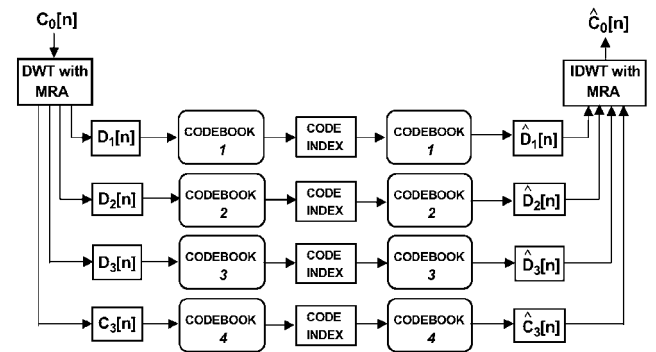 C₀[n]
Ĉ₀[n]
DWT with
MRA
IDWT with
MRA
D₁[n]
CODEBOOK
1
CODE
INDEX
CODEBOOK
1
D̂₁[n]
D₂[n]
CODEBOOK
2
CODE
INDEX
CODEBOOK
2
D̂₂[n]
D₃[n]
CODEBOOK
3
CODE
INDEX
CODEBOOK
3
D̂₃[n]
C₃[n]
CODEBOOK
4
CODE
INDEX
CODEBOOK
4
Ĉ₃[n]